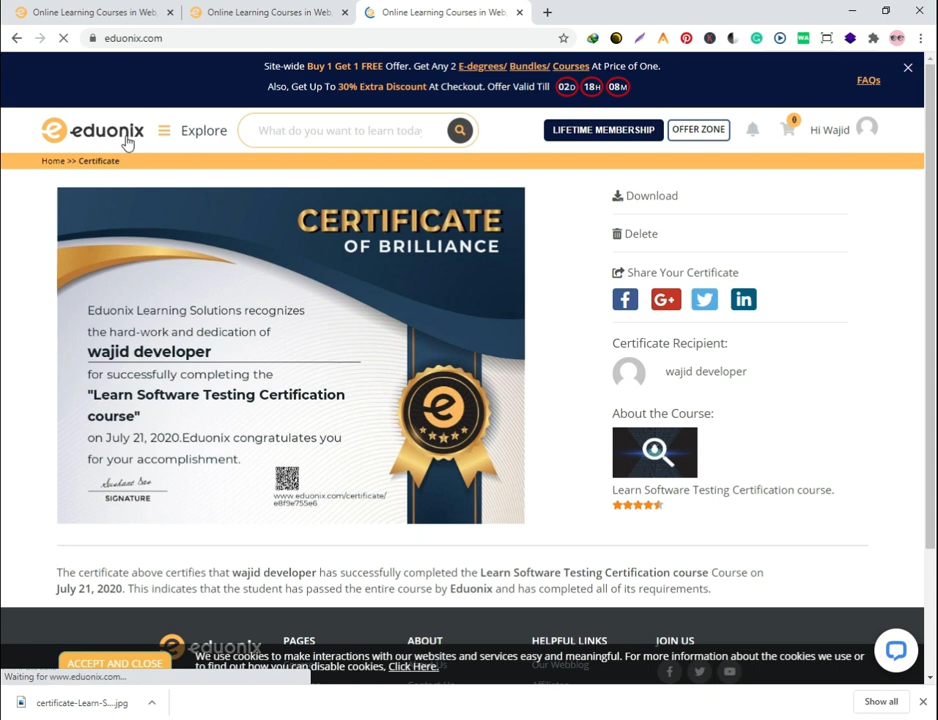 Online Learning Courses in Web
Online Learning Courses in Web
Online Learning Courses in Web
eduonix.com
Site-wide Buy 1 Get 1 FREE Offer. Get Any 2 E-degrees/ Bundles/ Courses At Price of One.
Also, Get Up To 30% Extra Discount At Checkout. Offer Valid Till 02D 18H 08M
FAQs
eduonix
Explore
What do you want to learn today
LIFETIME MEMBERSHIP
OFFER ZONE
0
Hi Wajid
Home >> Certificate
CERTIFICATE
OF BRILLIANCE
Eduonix Learning Solutions recognizes
the hard-work and dedication of
wajid developer
for successfully completing the
"Learn Software Testing Certification
course"
on July 21, 2020.Eduonix congratulates you
for your accomplishment.
SIGNATURE
www.eduonix.com/certificate/
e8f9e755e6
Download
Delete
Share Your Certificate
Certificate Recipient:
wajid developer
About the Course:
Learn Software Testing Certification course.
The certificate above certifies that wajid developer has successfully completed the Learn Software Testing Certification course Course on
July 21, 2020. This indicates that the student has passed the entire course by Eduonix and has completed all of its requirements.
eduonix
PAGES
ABOUT
HELPFUL LINKS
JOIN US
ACCEPT AND CLOSE
We use cookies to make interactions with our websites and services easy and meaningful. For more information about the cookies we use or
to find out how you can disable cookies, Click Here.
Our Webblog
Waiting for www.eduonix.com...
certificate-Learn-S....jpg
Show all